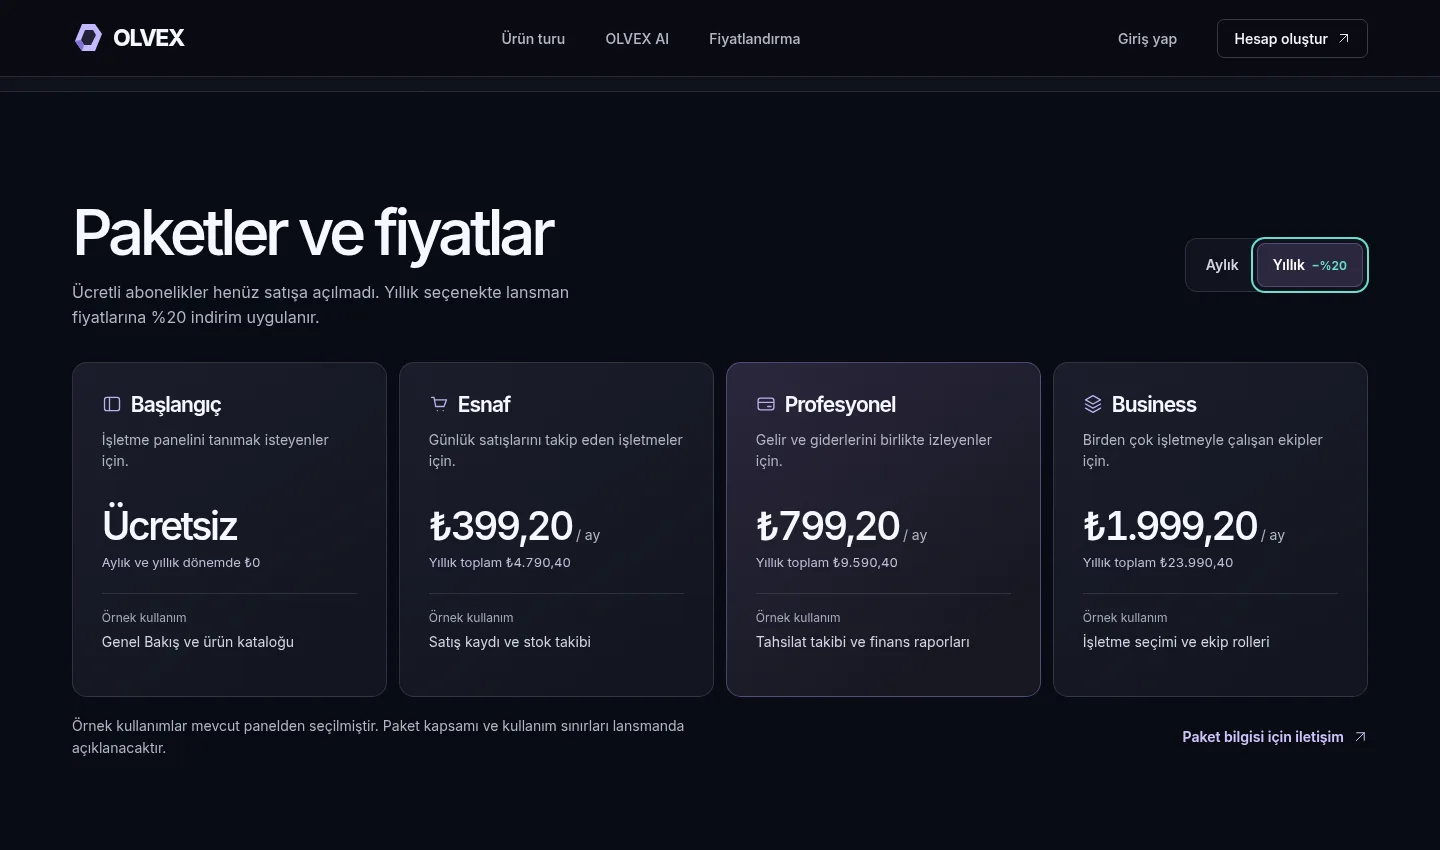 OLVEX
Ürün turu
OLVEX AI
Fiyatlandırma
Giriş yap
Hesap oluştur
Paketler ve fiyatlar
Ücretli abonelikler henüz satışa açılmadı. Yıllık seçenekte lansman
fiyatlarına %20 indirim uygulanır.
Aylık
Yıllık −%20
Başlangıç
İşletme panelini tanımak isteyenler
için.
Ücretsiz
Aylık ve yıllık dönemde ₺0
Örnek kullanım
Genel Bakış ve ürün kataloğu
Esnaf
Günlük satışlarını takip eden işletmeler
için.
₺399,20 / ay
Yıllık toplam ₺4.790,40
Örnek kullanım
Satış kaydı ve stok takibi
Profesyonel
Gelir ve giderlerini birlikte izleyenler
için.
₺799,20 / ay
Yıllık toplam ₺9.590,40
Örnek kullanım
Tahsilat takibi ve finans raporları
Business
Birden çok işletmeyle çalışan ekipler
için.
₺1.999,20 / ay
Yıllık toplam ₺23.990,40
Örnek kullanım
İşletme seçimi ve ekip rolleri
Örnek kullanımlar mevcut panelden seçilmiştir. Paket kapsamı ve kullanım sınırları lansmanda
açıklanacaktır.
Paket bilgisi için iletişim